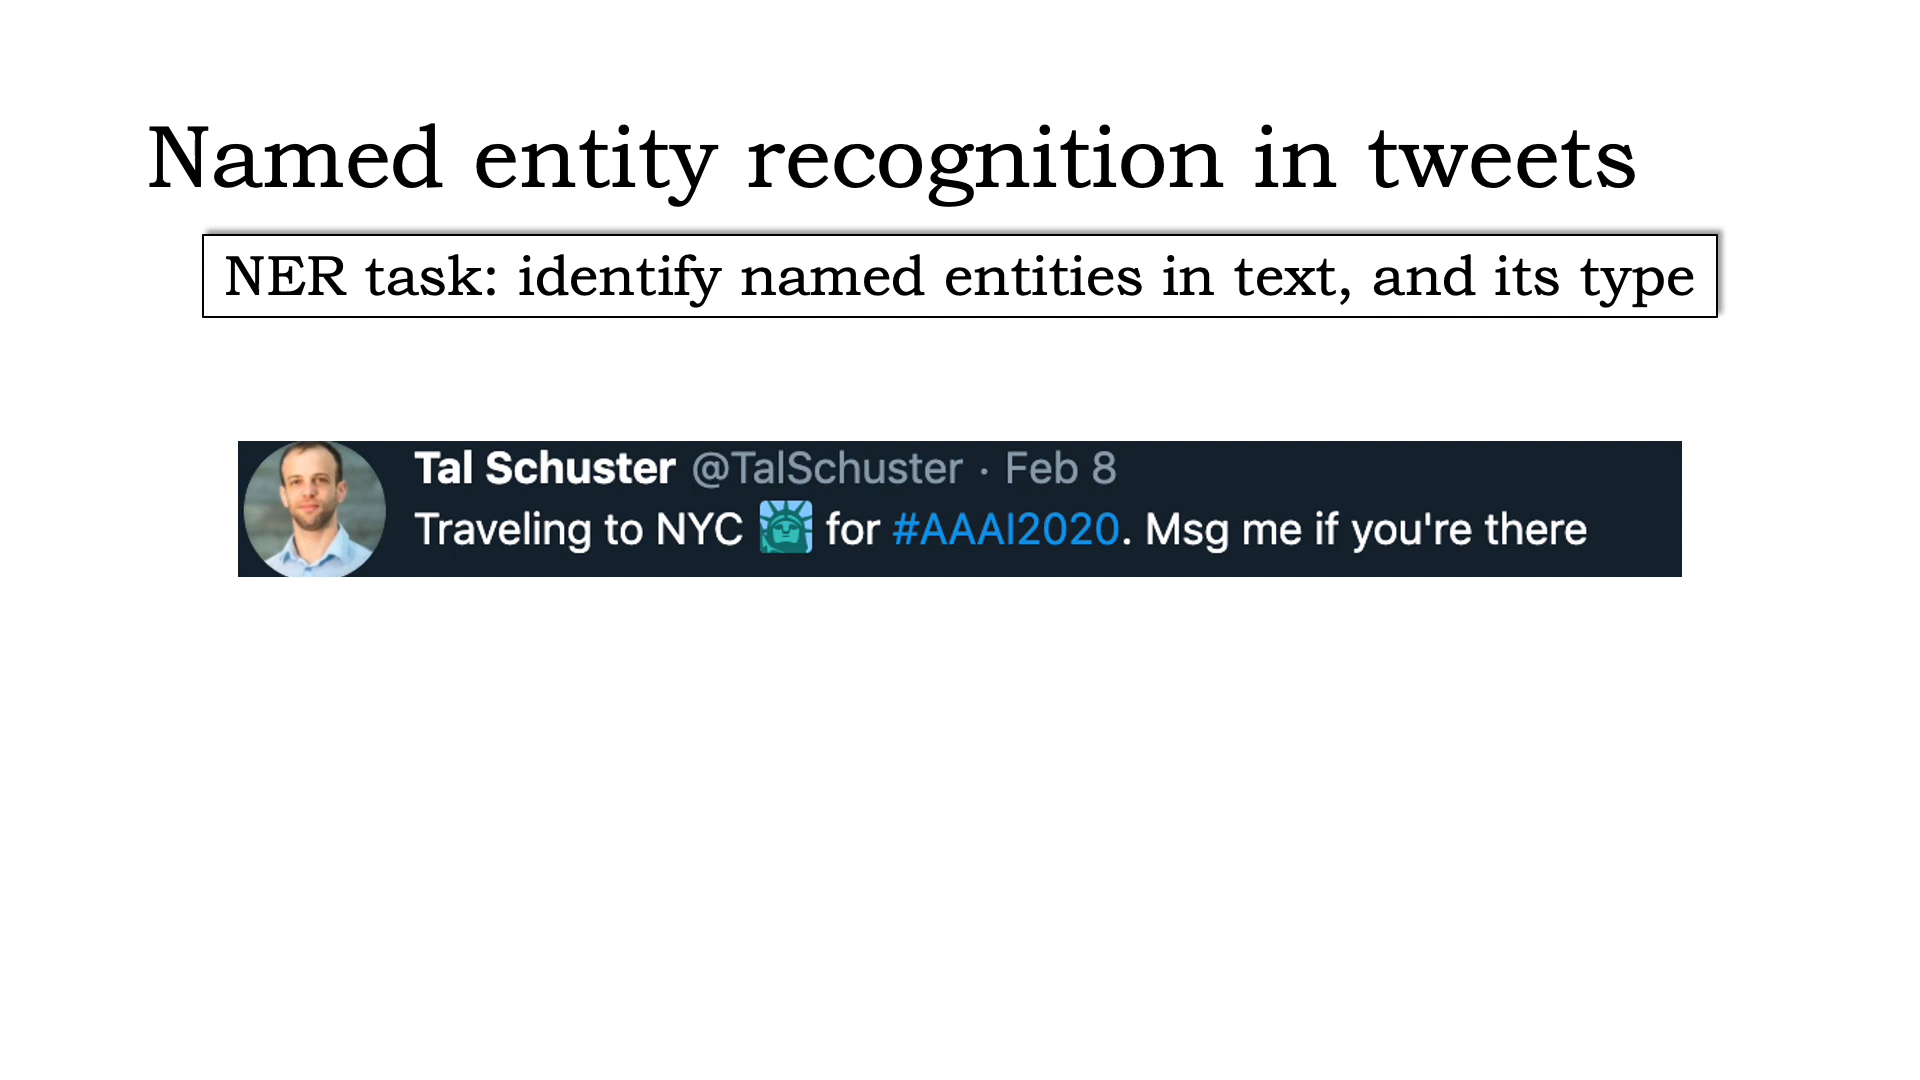 Named entity recognition in tweets
NER task: identify named entities in text, and its type
Tal Schuster @TalSchuster · Feb 8
Traveling to NYC 🗽 for #AAAI2020. Msg me if you're there